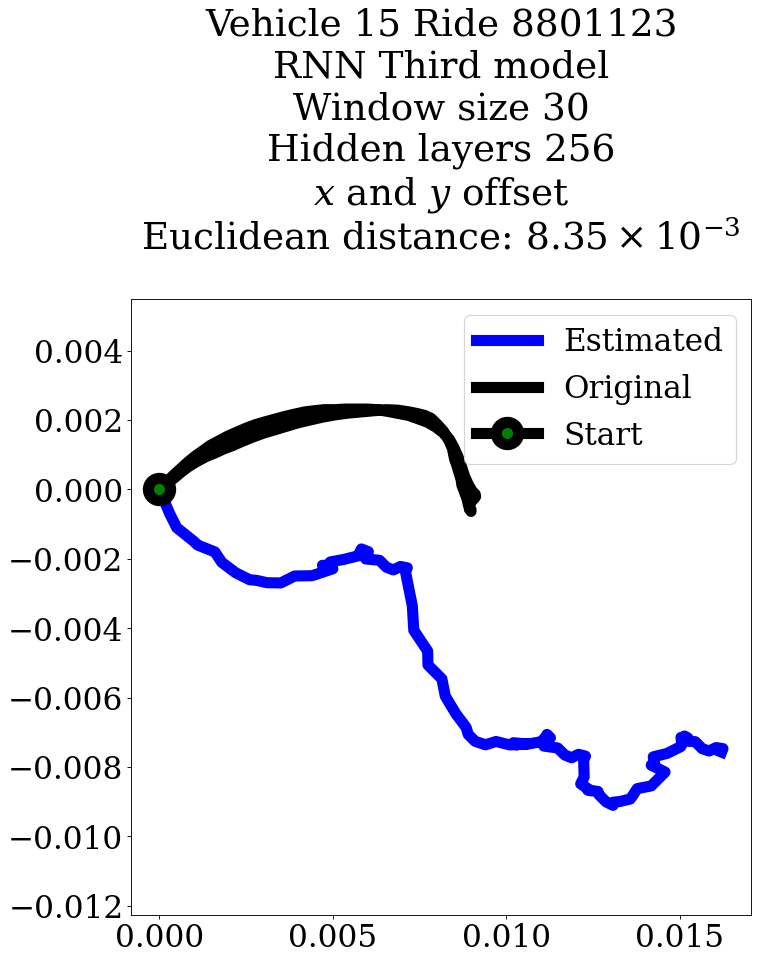 Vehicle 15 Ride 8801123
RNN Third model
Window size 30
Hidden layers 256
x and y offset
Euclidean distance: 8.35 × 10⁻³
Estimated
Original
Start
0.004
0.002
0.000
−0.002
−0.004
−0.006
−0.008
−0.010
−0.012
0.000 0.005 0.010 0.015